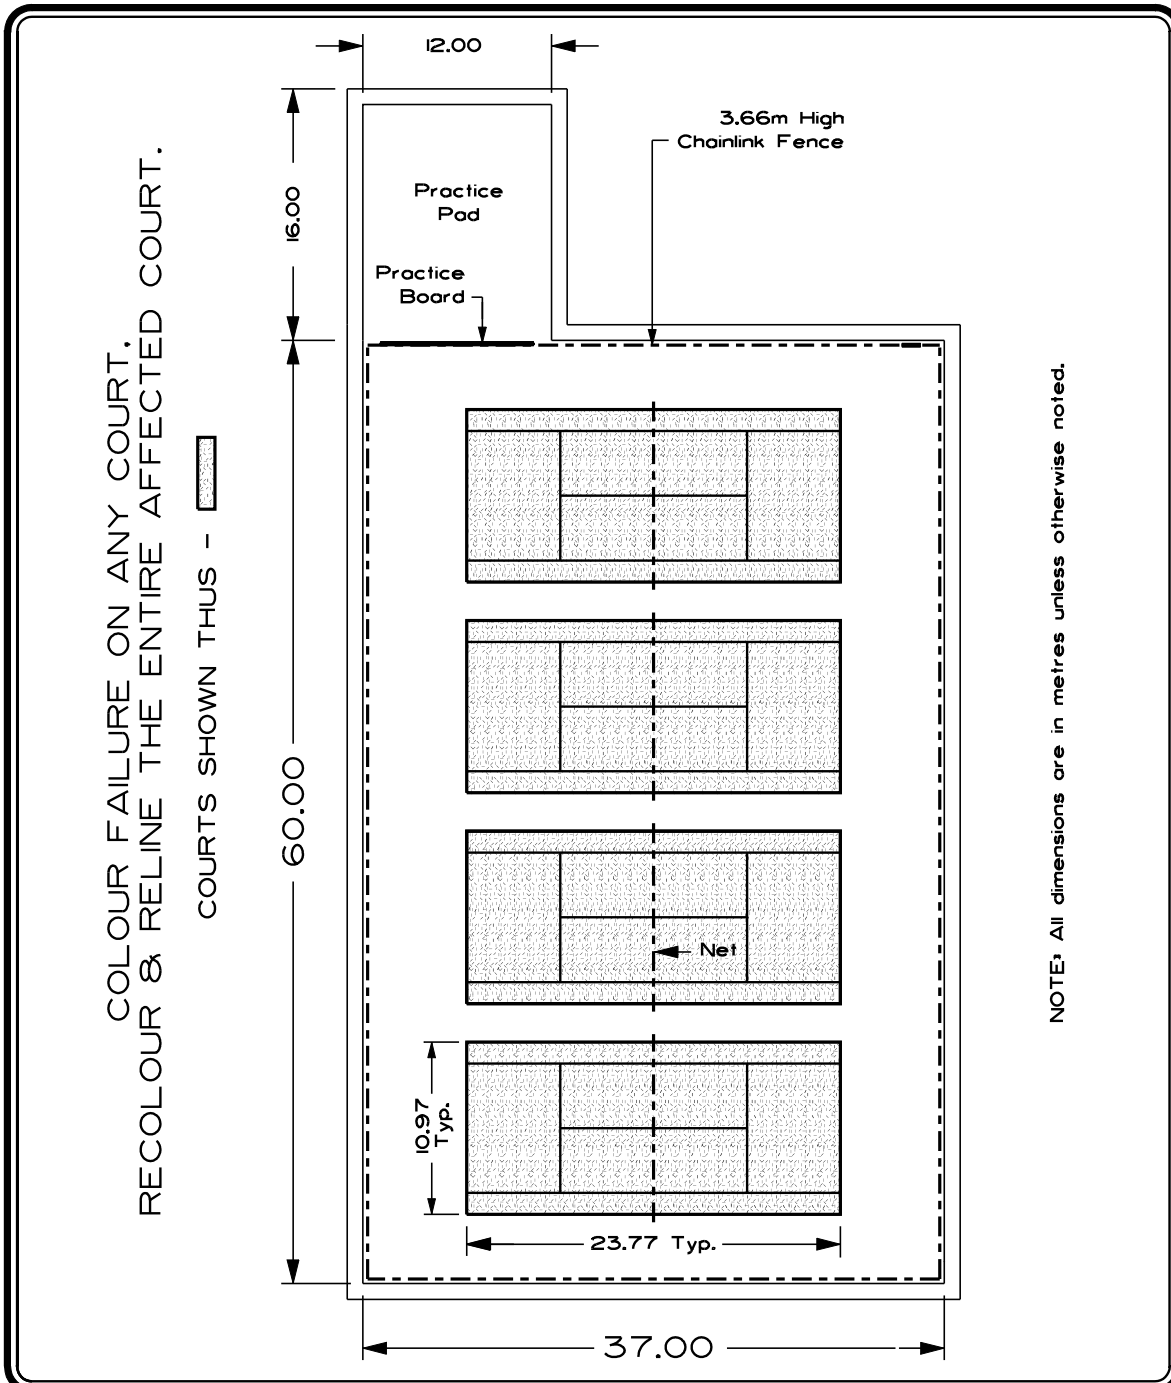 12.00
3.66m High
Chainlink Fence
16.00
Practice
Pad
Practice
Board
COLOUR FAILURE ON ANY COURT,
RECOLOUR & RELINE THE ENTIRE AFFECTED COURT.
COURTS SHOWN THUS -
60.00
NOTE: All dimensions are in metres unless otherwise noted.
Net
10.97
Typ.
23.77 Typ.
37.00